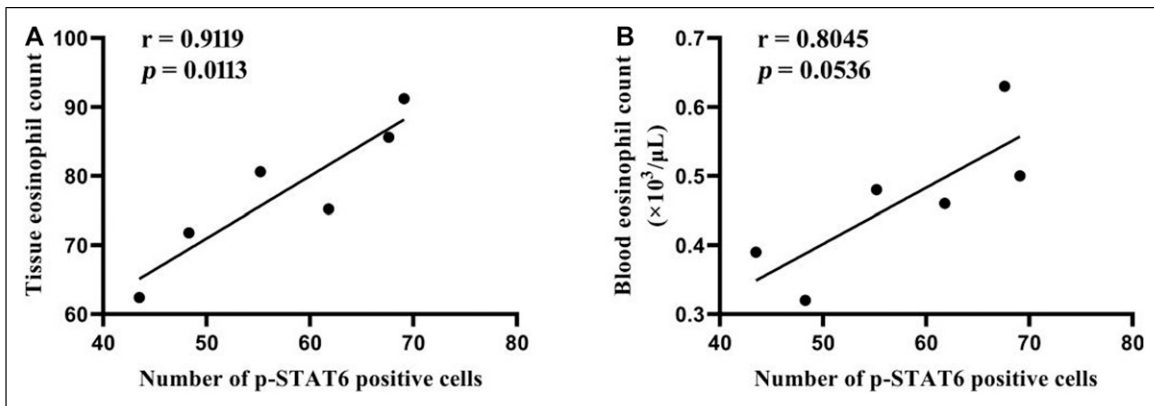 A
r = 0.9119
p = 0.0113
Tissue eosinophil count
100
90
80
70
60
40
50
60
70
80
Number of p-STAT6 positive cells
B
r = 0.8045
p = 0.0536
Blood eosinophil count
(×10³/μL)
0.7
0.6
0.5
0.4
0.3
40
50
60
70
80
Number of p-STAT6 positive cells